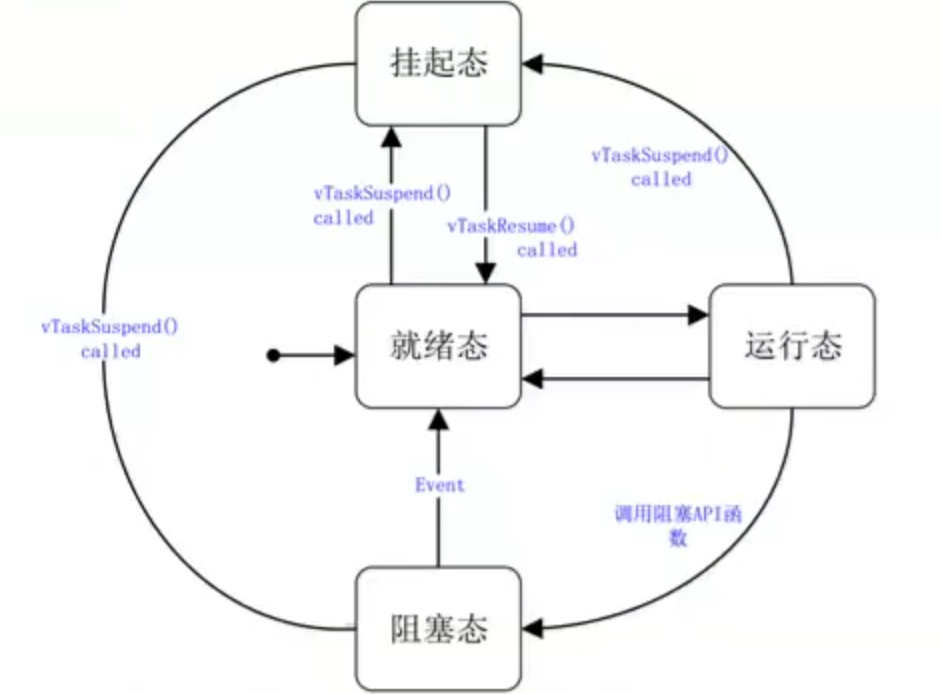 挂起态
vTaskSuspend()
called
vTaskSuspend()
called
vTaskResume()
called
vTaskSuspend()
called
就绪态
运行态
Event
调用阻塞API函
数
阻塞态